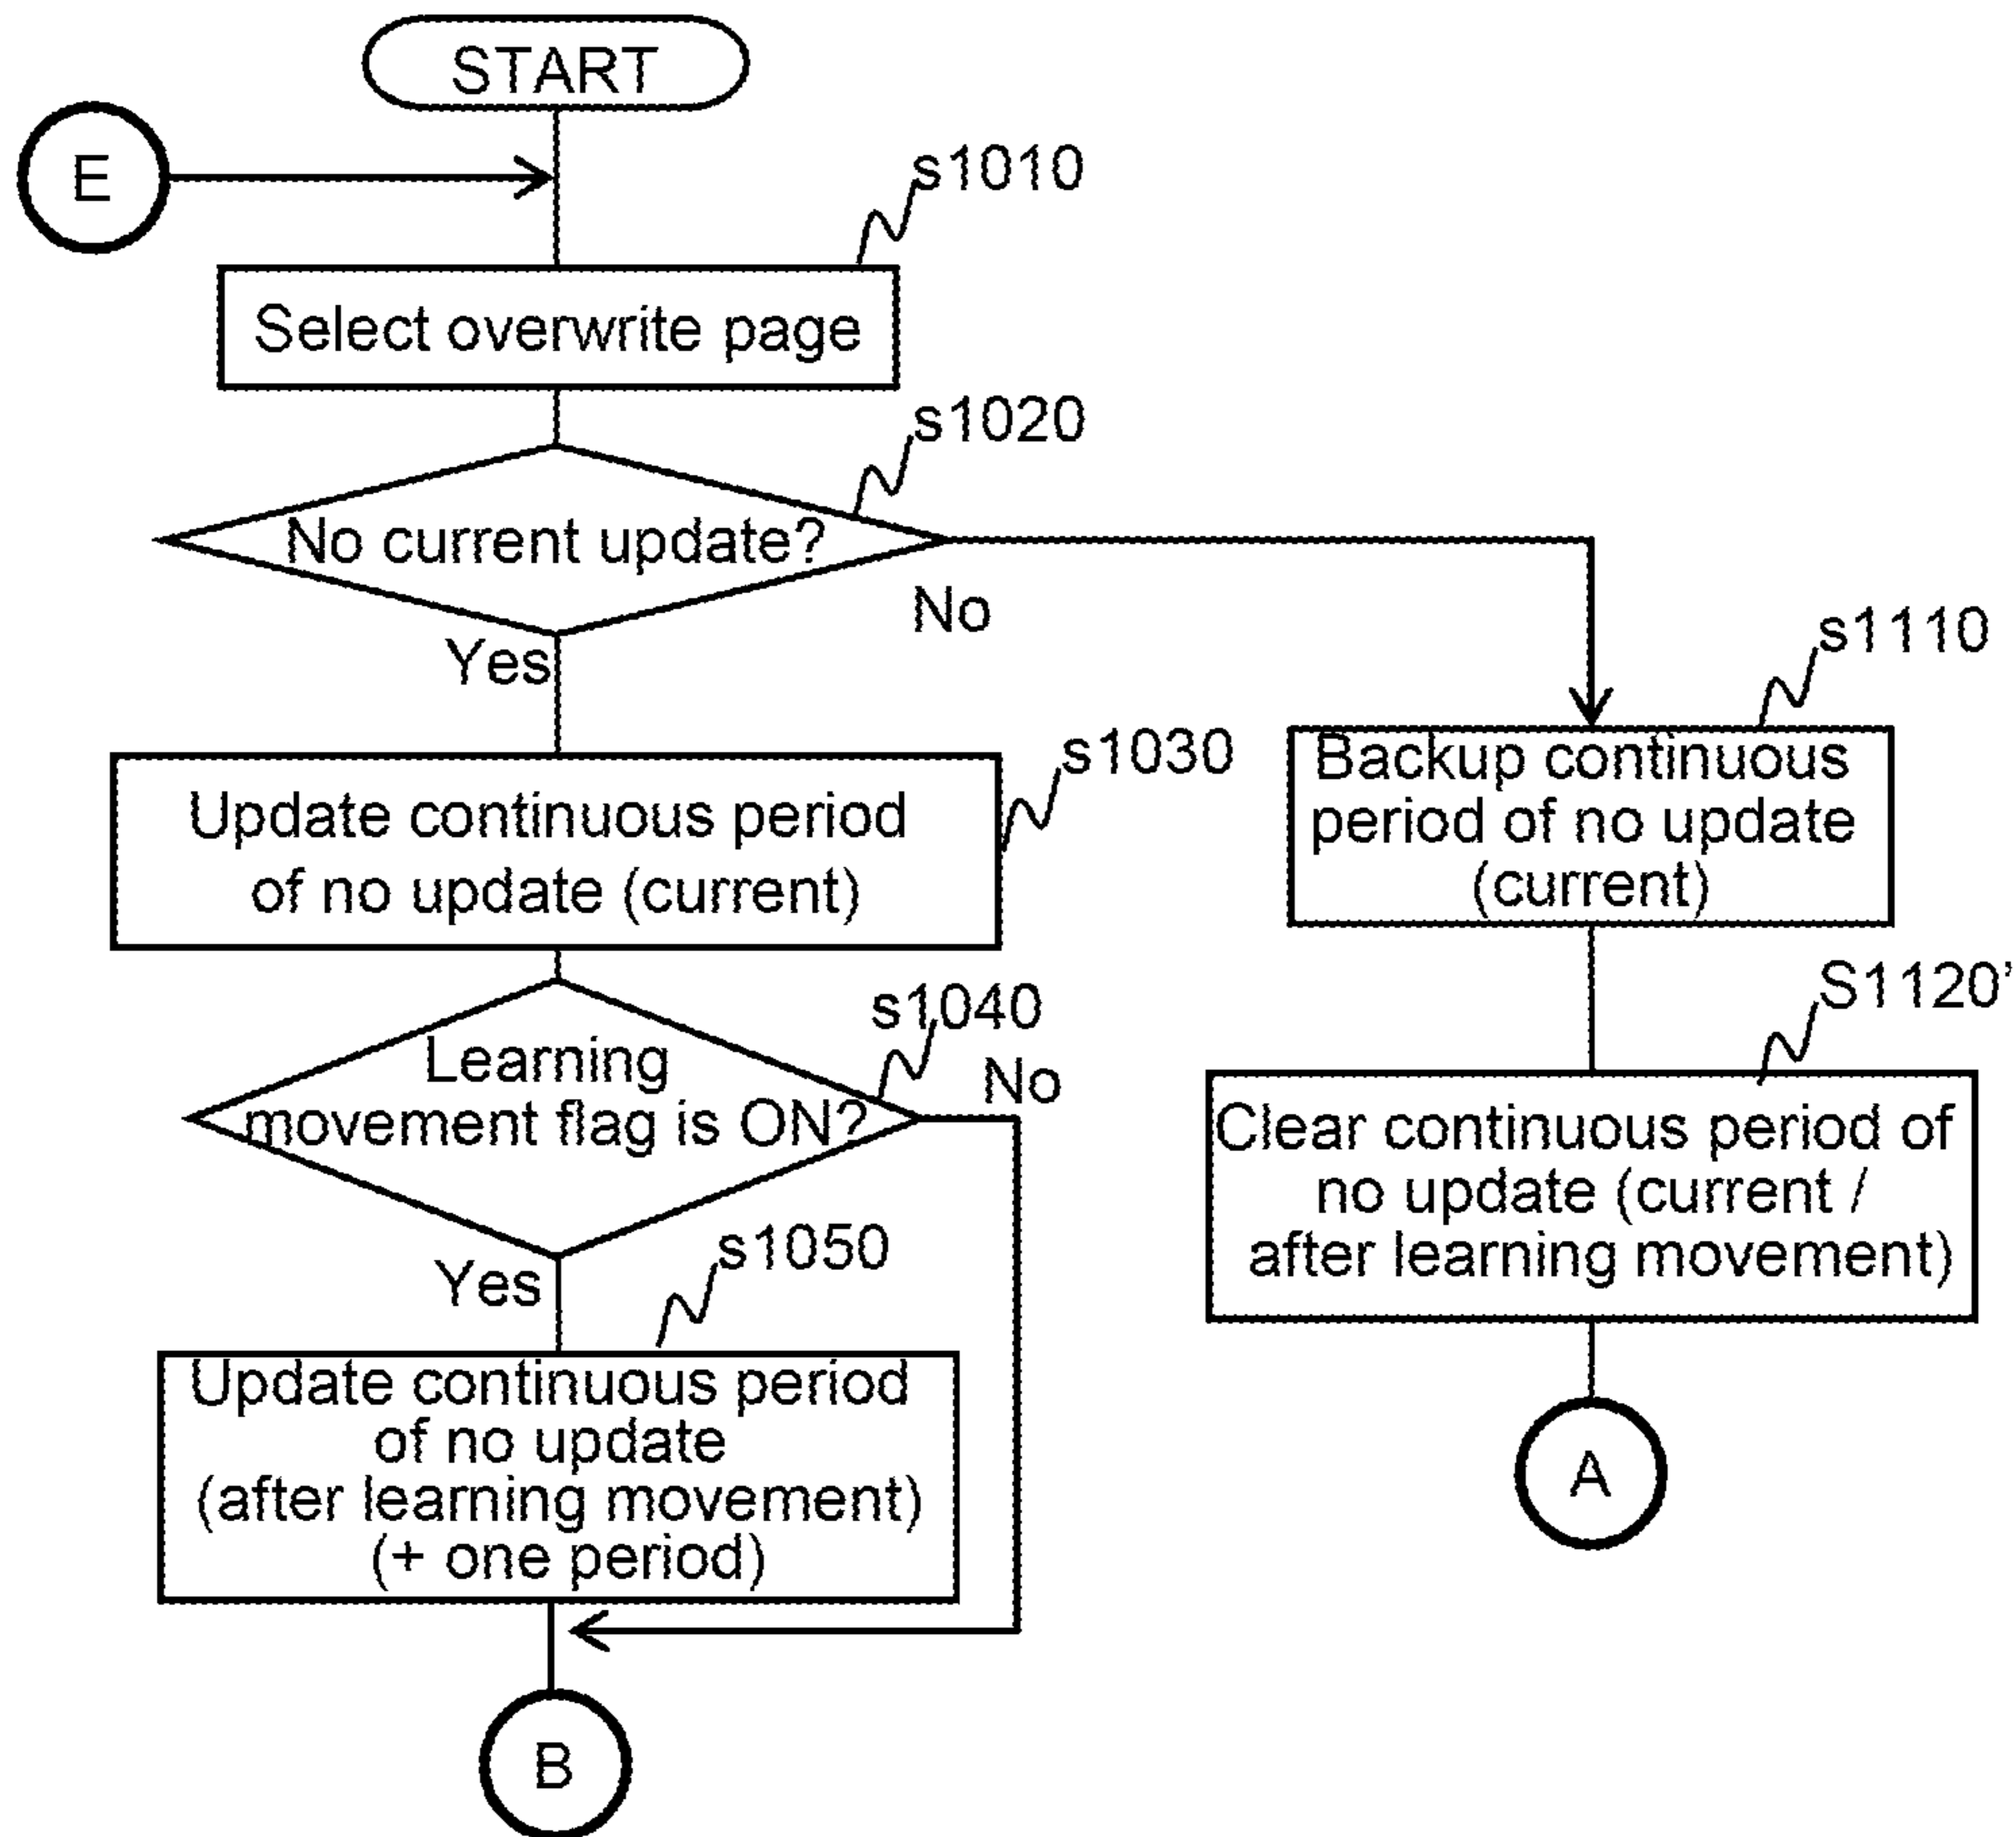 START
E
s1010
Select overwrite page
s1020
No current update?
No
Yes
s1110
s1030
Backup continuous
period of no update
(current)
Update continuous period
of no update (current)
S1120’
s1040
Learning
movement flag is ON?
No
Clear continuous period of
no update (current /
after learning movement)
Yes
s1050
Update continuous period
of no update
(after learning movement)
(+ one period)
A
B